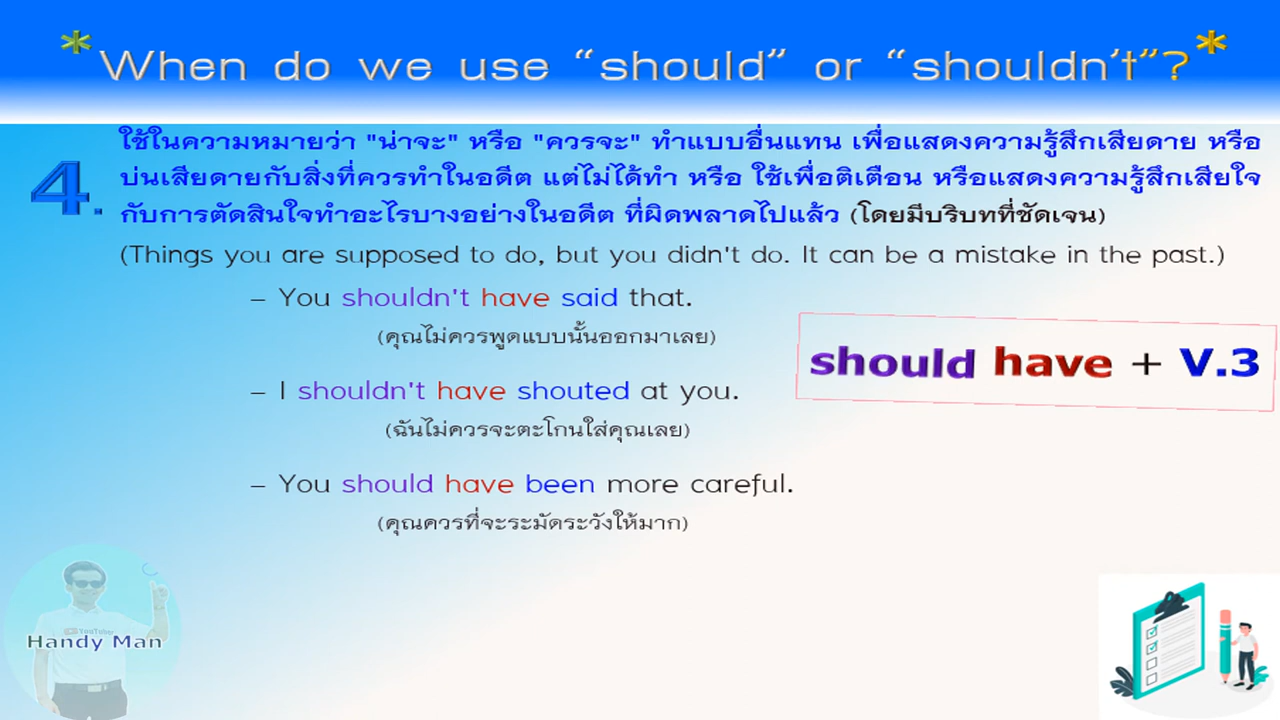 *When do we use “should” or “shouldn’t”?*
4.
ใช้ในความหมายว่า "น่าจะ" หรือ "ควรจะ" ทำแบบอื่นแทน เพื่อแสดงความรู้สึกเสียดาย หรือ
บ่นเสียดายกับสิ่งที่ควรทำในอดีต แต่ไม่ได้ทำ หรือ ใช้เพื่อติเตือน หรือแสดงความรู้สึกเสียใจ
กับการตัดสินใจทำอะไรบางอย่างในอดีต ที่ผิดพลาดไปแล้ว (โดยมีบริบทที่ชัดเจน)
(Things you are supposed to do, but you didn't do. It can be a mistake in the past.)
– You shouldn't have said that.
(คุณไม่ควรพูดแบบนั้นออกมาเลย)
should have + V.3
– I shouldn't have shouted at you.
(ฉันไม่ควรจะตะโกนใส่คุณเลย)
– You should have been more careful.
(คุณควรที่จะระมัดระวังให้มาก)
YouTuber
Handy Man